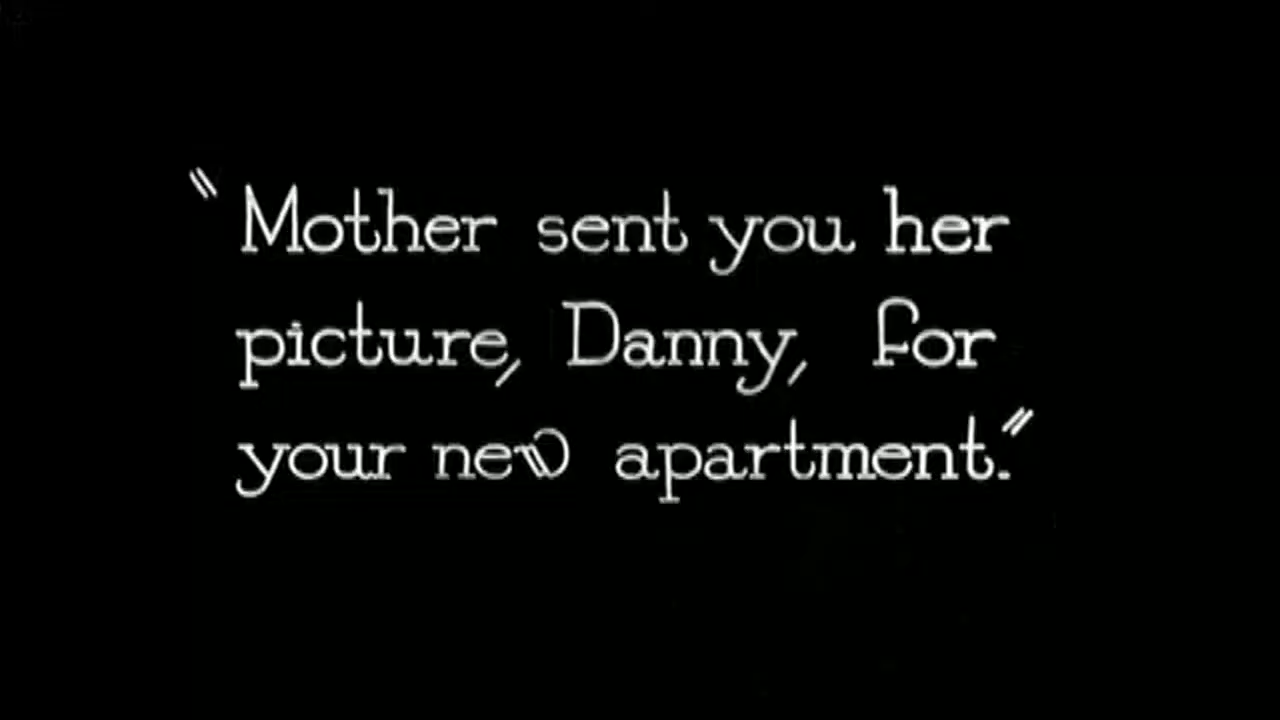 "Mother sent you her
picture, Danny, for
your new apartment."